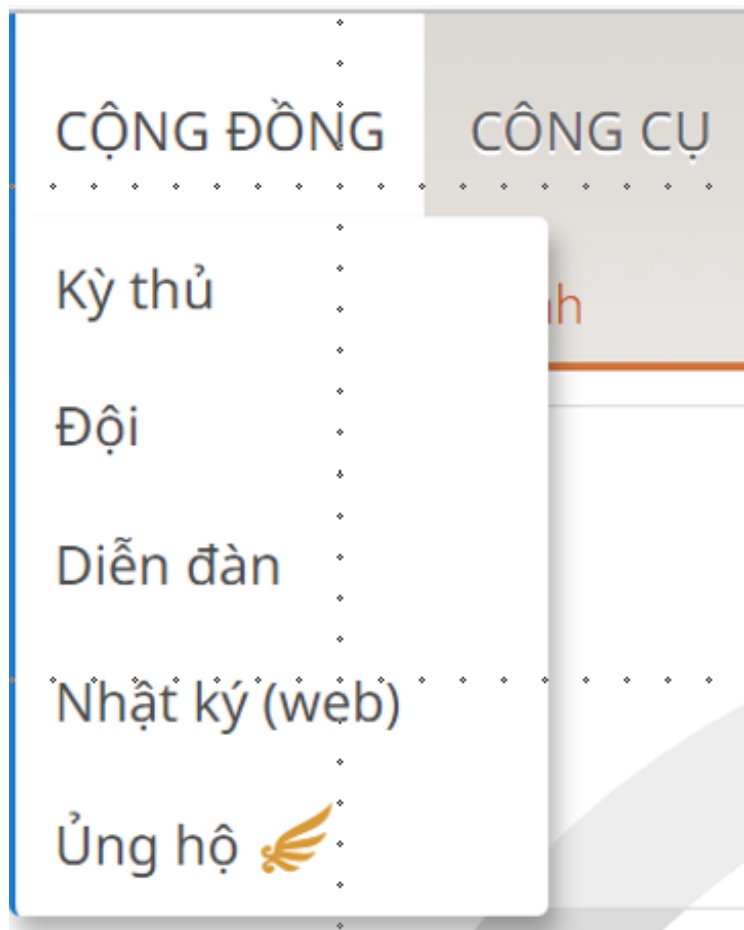 CỘNG ĐỒNG CÔNG CỤ
Kỳ thủ
Đội
Diễn đàn
Nhật ký (web)
Ủng hộ